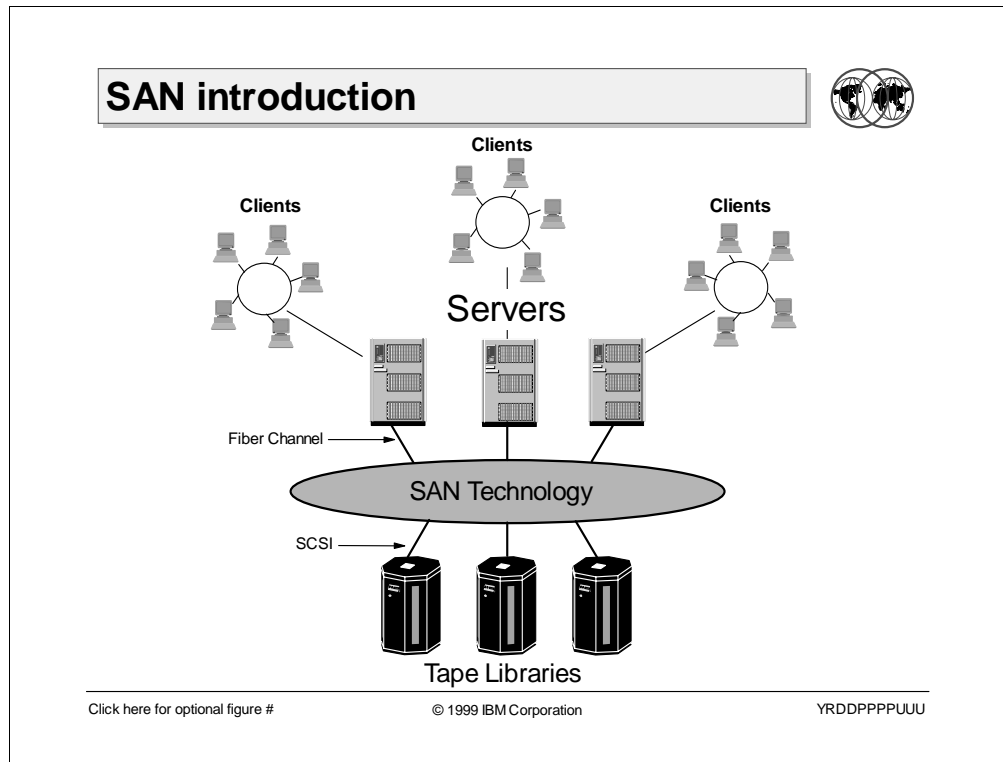 SAN introduction
Clients
Clients
Clients
Servers
Fiber Channel
SAN Technology
SCSI
Tape Libraries
Click here for optional figure #
© 1999 IBM Corporation
YRDDPPPPUUU